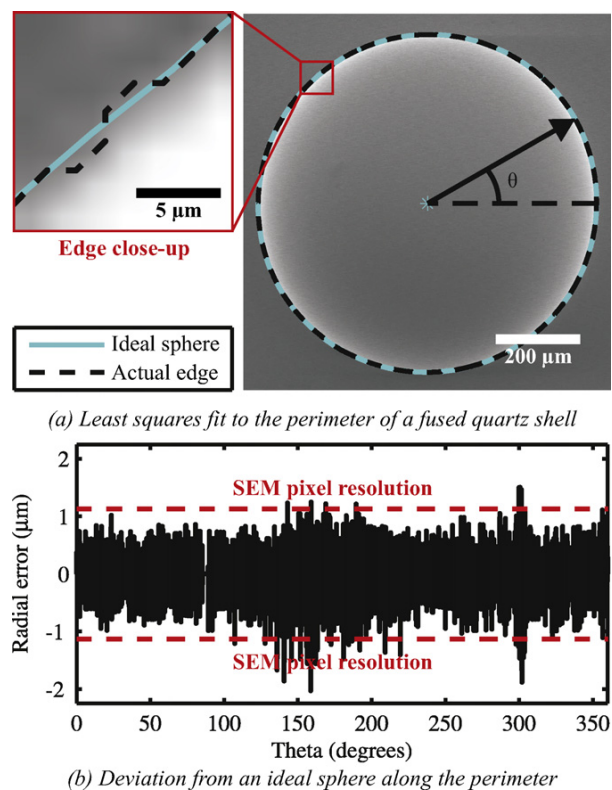 5 μm
Edge close-up
θ
200 μm
Ideal sphere
Actual edge
(a) Least squares fit to the perimeter of a fused quartz shell
2
1
0
-1
-2
Radial error (μm)
SEM pixel resolution
SEM pixel resolution
0 50 100 150 200 250 300 350
Theta (degrees)
(b) Deviation from an ideal sphere along the perimeter